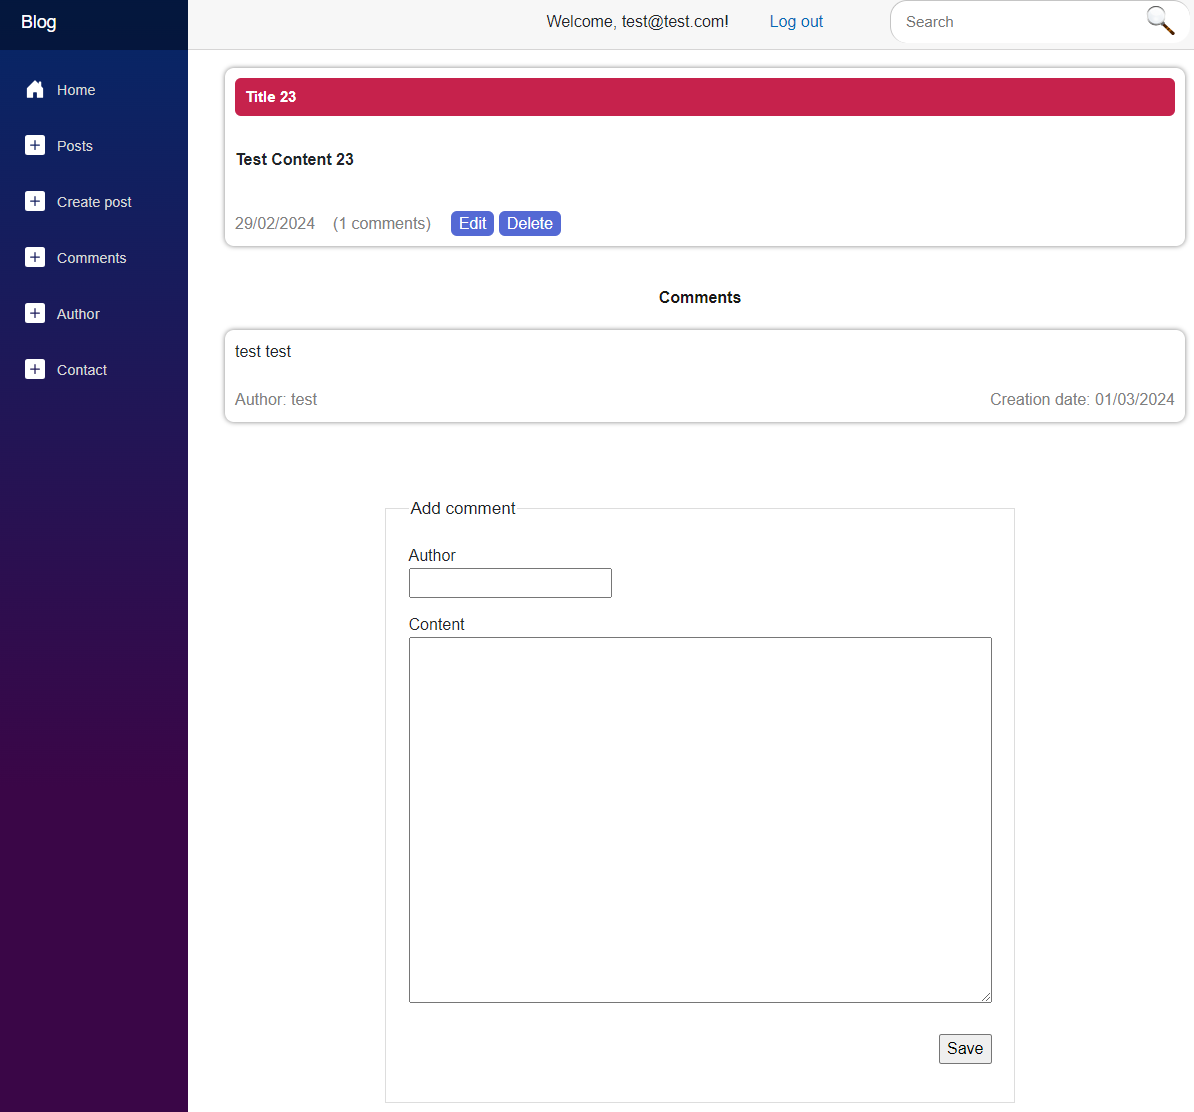 Blog
Welcome, test@test.com!
Log out
Search
Home
Posts
Create post
Comments
Author
Contact
Title 23
Test Content 23
29/02/2024 (1 comments) Edit Delete
Comments
test test
Author: test
Creation date: 01/03/2024
Add comment
Author
Content
Save